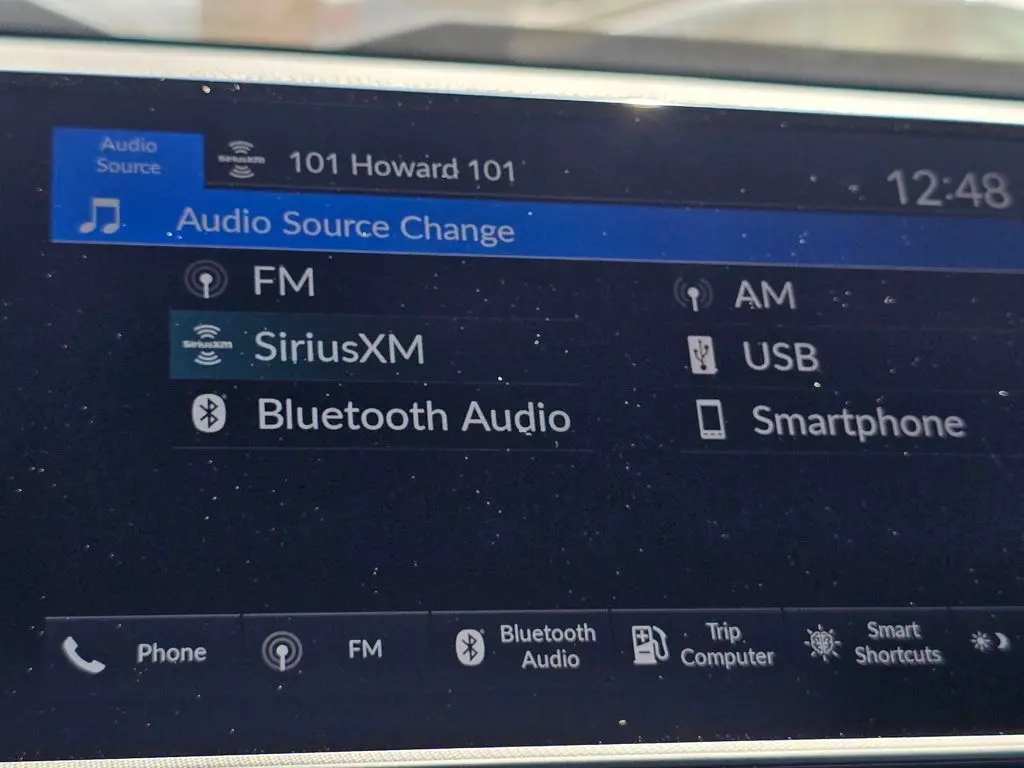 Audio
Source
SiriusXM
101 Howard 101
12:48
Audio Source Change
FM
AM
SiriusXM
SiriusXM
USB
Bluetooth Audio
Smartphone
Phone
FM
Bluetooth
Audio
Trip
Computer
Smart
Shortcuts